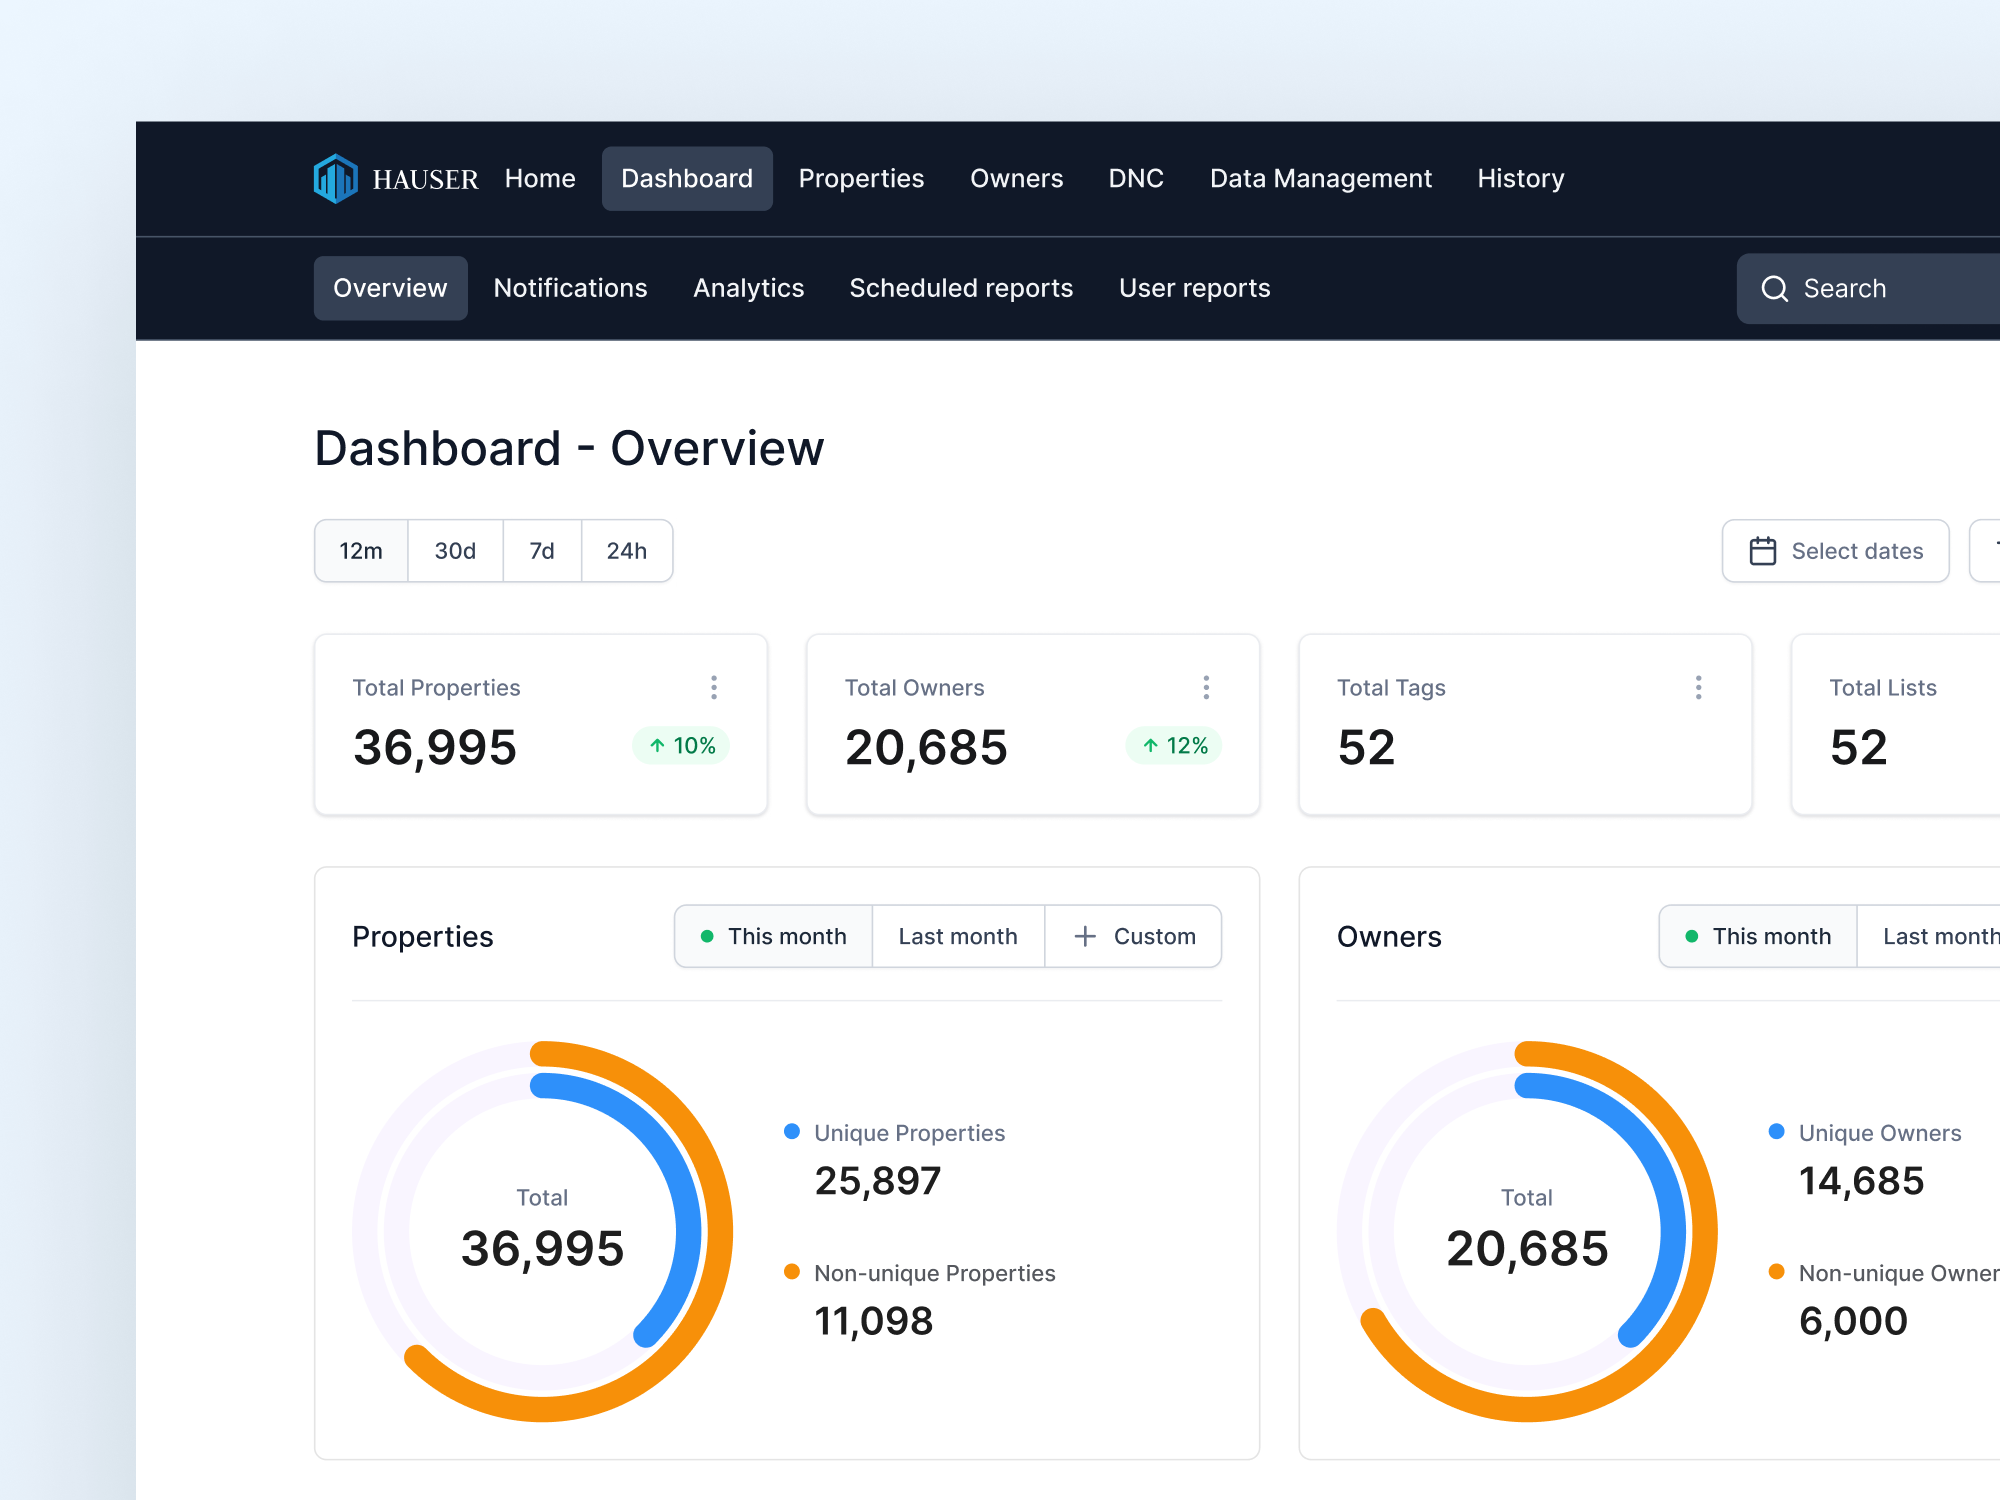 HAUSER Home Dashboard Properties Owners DNC Data Management History
Overview Notifications Analytics Scheduled reports User reports Search
Dashboard - Overview
12m 30d 7d 24h Select dates
Total Properties
36,995 10%
Total Owners
20,685 12%
Total Tags
52
Total Lists
52
Properties This month Last month Custom
Total
36,995
Unique Properties
25,897
Non-unique Properties
11,098
Owners This month Last month
Total
20,685
Unique Owners
14,685
Non-unique Owner
6,000